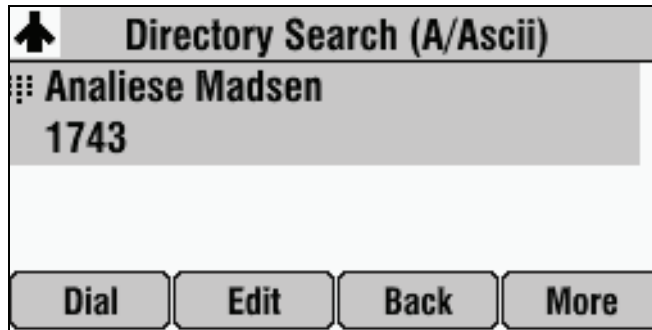 Directory Search (A/Ascii)
Analiese Madsen
1743
Dial Edit Back More